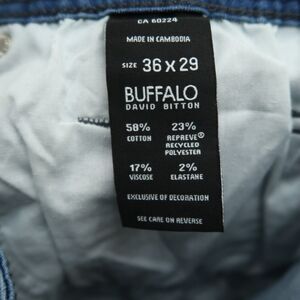 CA 60224
MADE IN CAMBODIA
SIZE 36 X 29
BUFFALO
DAVID BITTON
58% 23%
COTTON REPREVE®
RECYCLED
POLYESTER
17% 2%
VISCOSE ELASTANE
EXCLUSIVE OF DECORATION
SEE CARE ON REVERSE